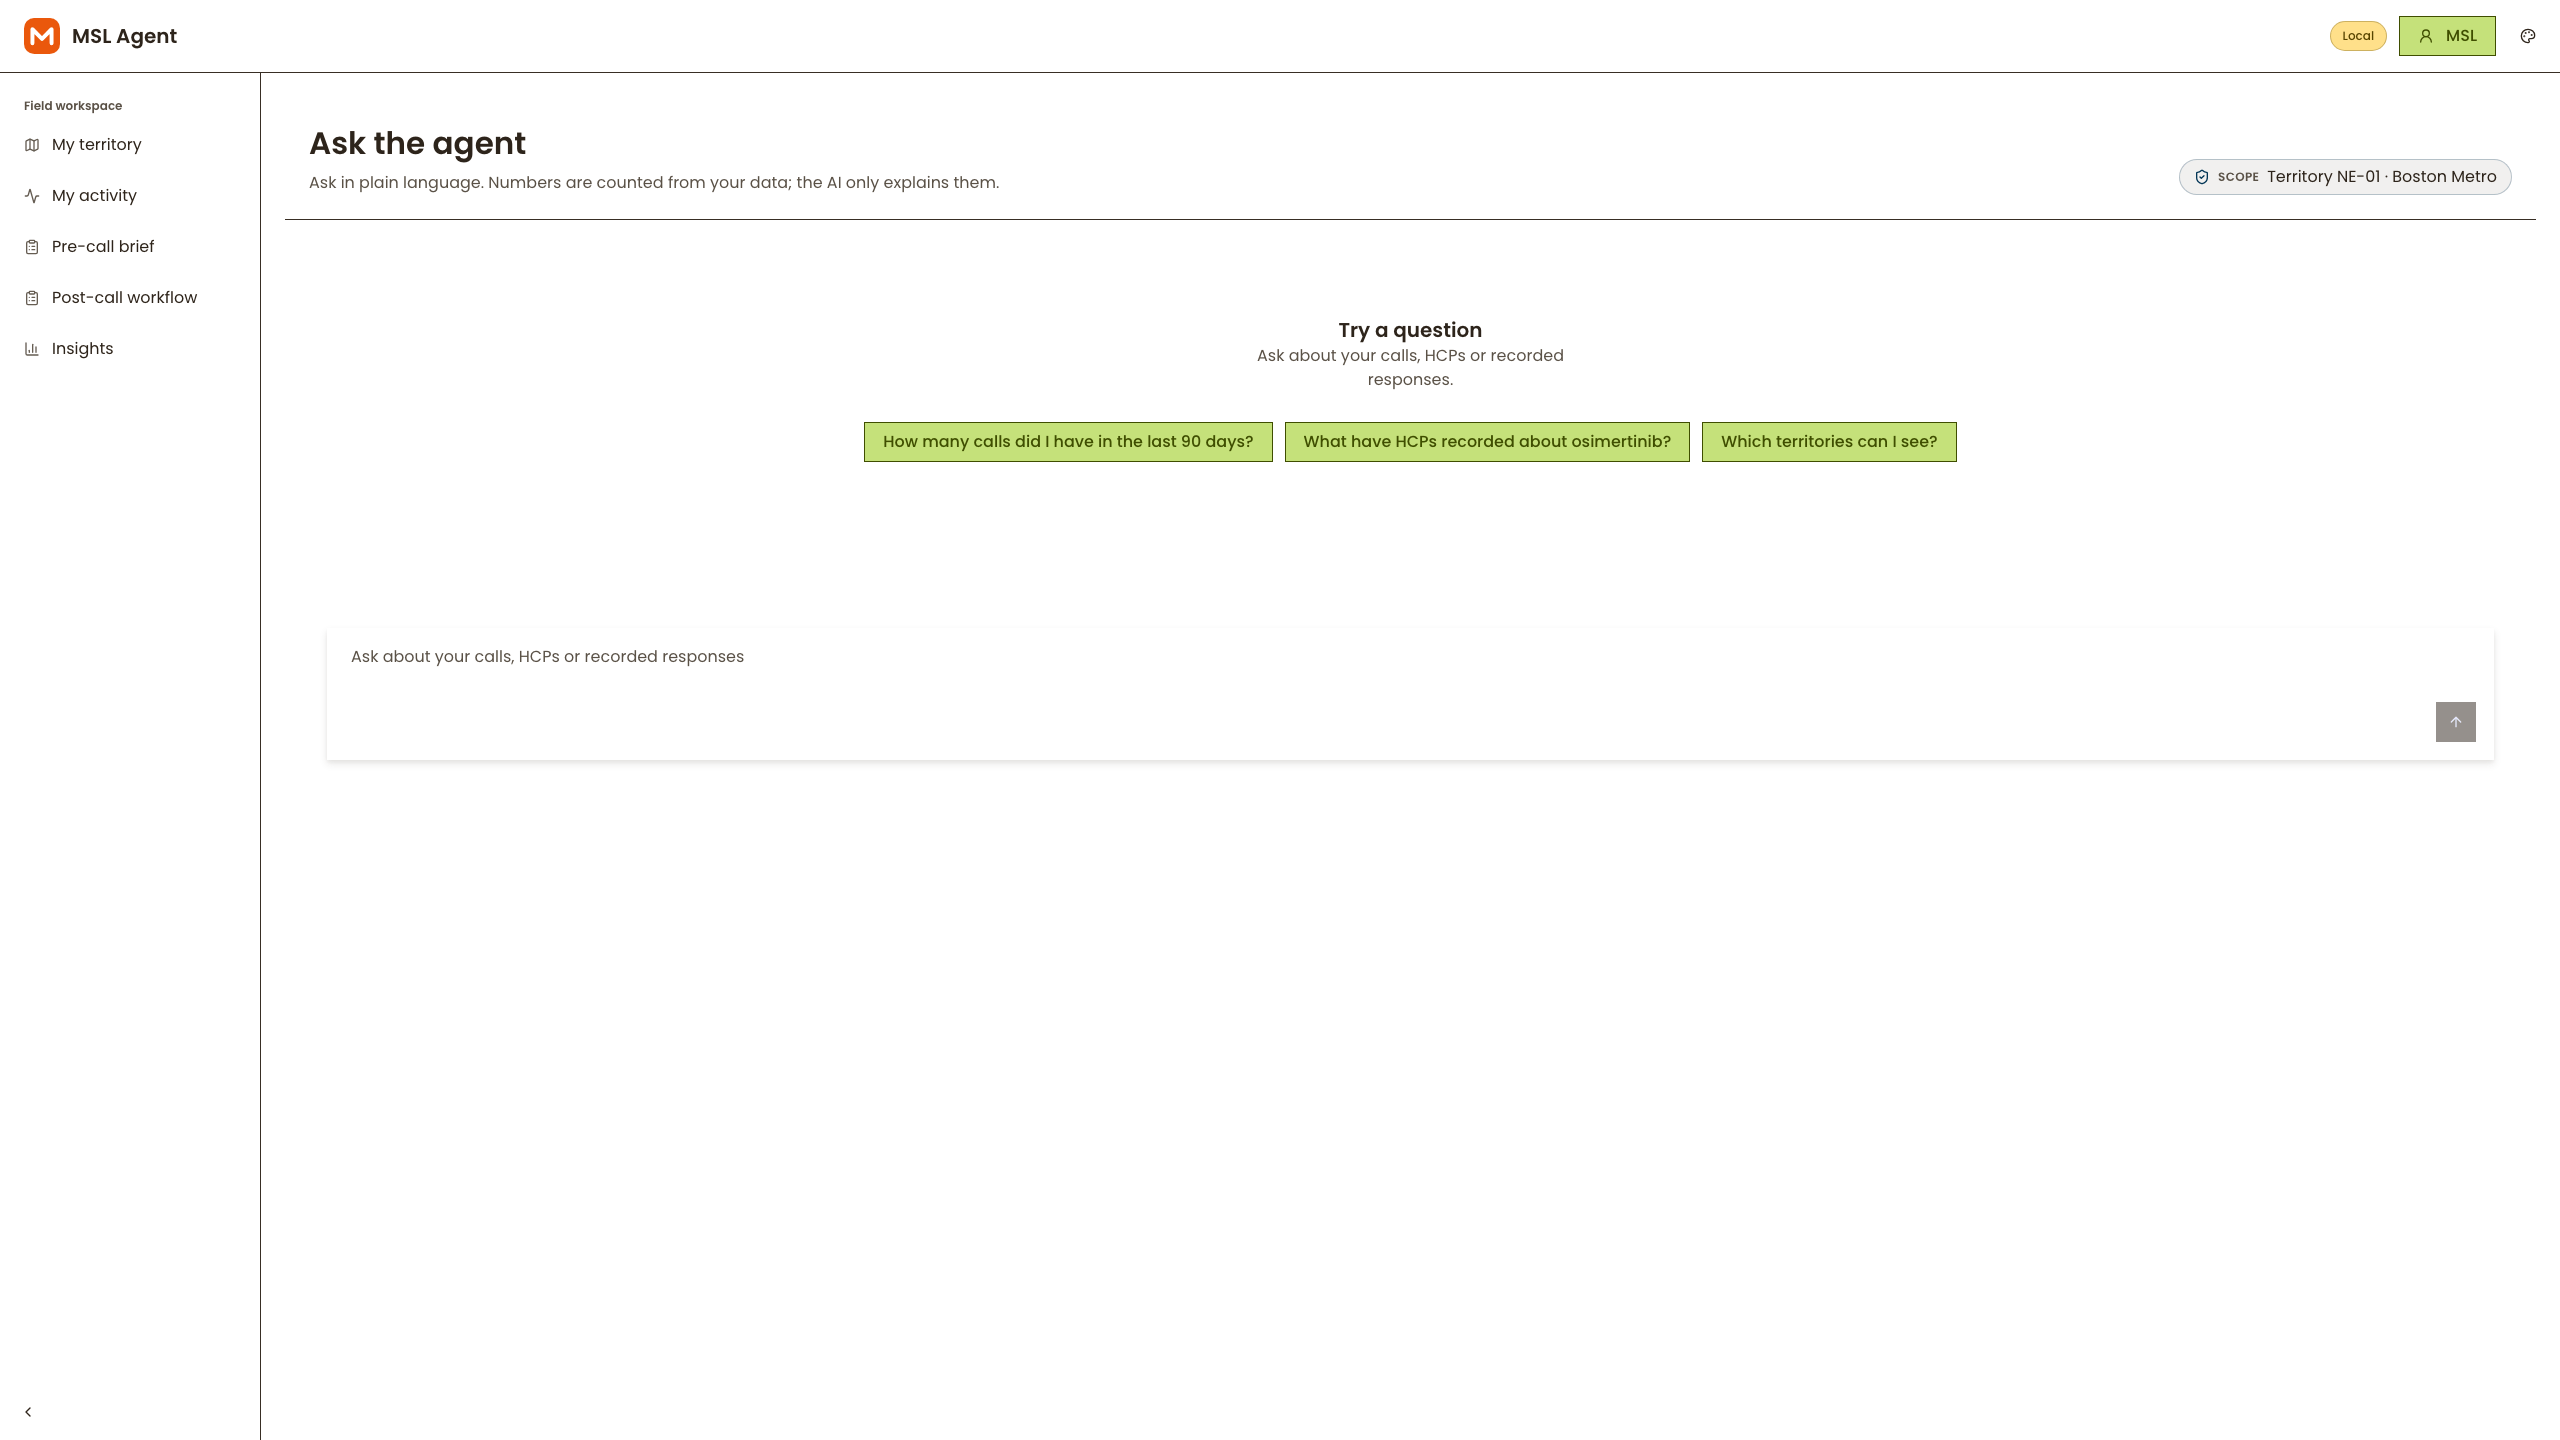 MSL Agent
Local
MSL
Field workspace
My territory
My activity
Pre-call brief
Post-call workflow
Insights
Ask the agent
Ask in plain language. Numbers are counted from your data; the AI only explains them.
SCOPE Territory NE-01 · Boston Metro
Try a question
Ask about your calls, HCPs or recorded
responses.
How many calls did I have in the last 90 days?
What have HCPs recorded about osimertinib?
Which territories can I see?
Ask about your calls, HCPs or recorded responses